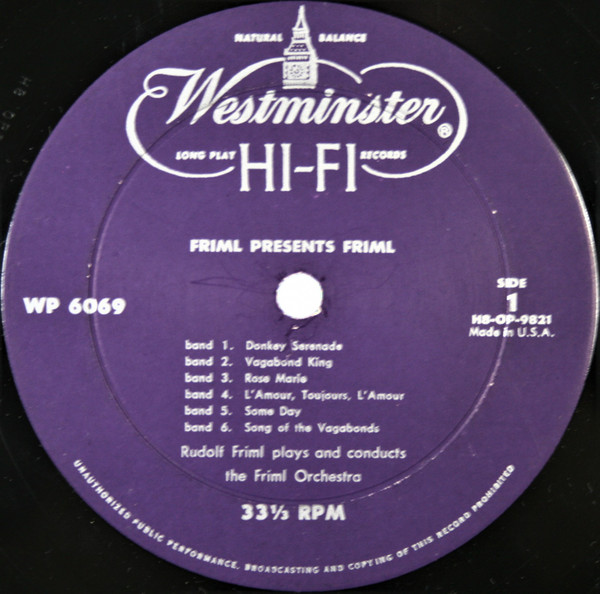 NATURAL BALANCE
Westminster®
LONG PLAY HI-FI RECORDS
FRIML PRESENTS FRIML
WP 6069
SIDE
1
H8-OP-9821
Made in U.S.A.
band 1. Donkey Serenade
band 2. Vagabond King
band 3. Rose Marie
band 4. L'Amour, Toujours, L'Amour
band 5. Some Day
band 6. Song of the Vagabonds
Rudolf Friml plays and conducts
the Friml Orchestra
33⅓ RPM
UNAUTHORIZED PUBLIC PERFORMANCE, BROADCASTING AND COPYING OF THIS RECORD PROHIBITED